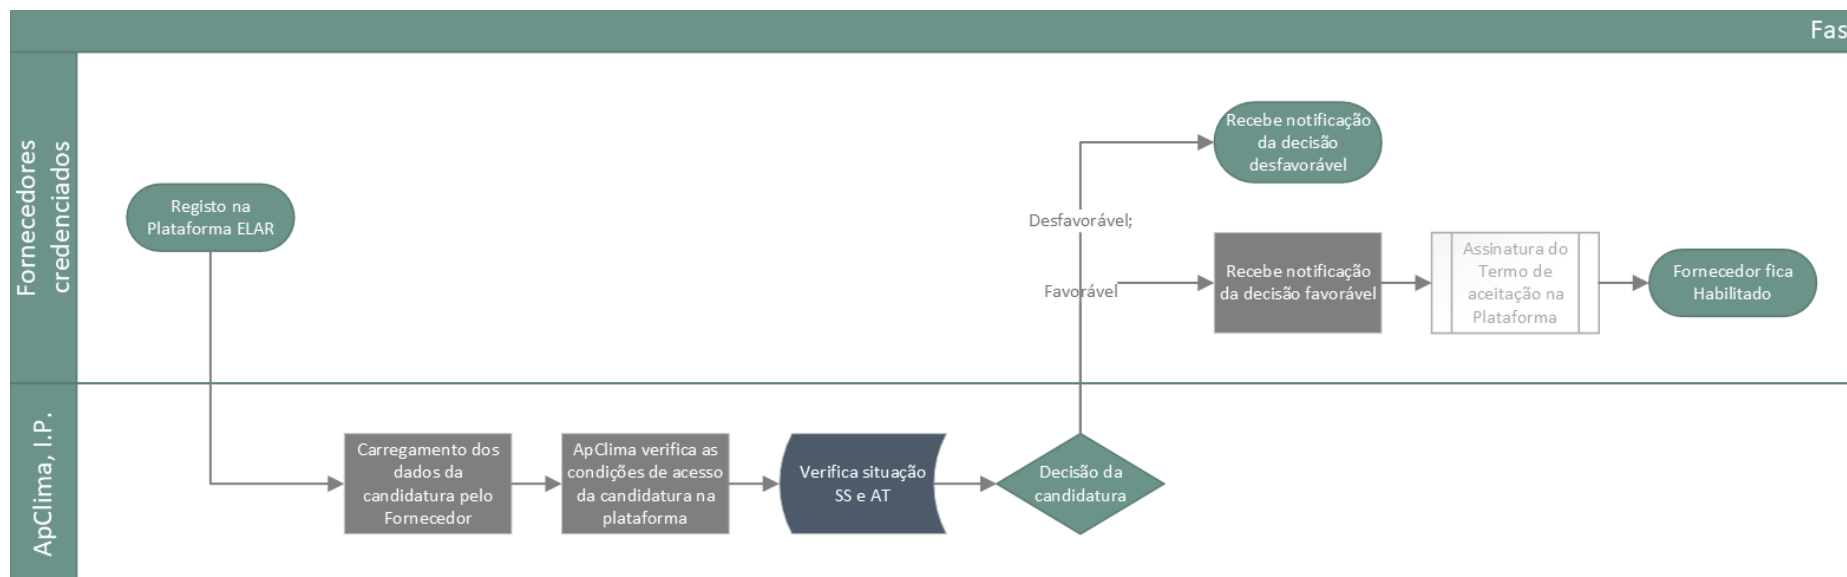 Fas
Fornecedores
credenciados
Registo na
Plataforma ELAR
Recebe notificação
da decisão
desfavorável
Desfavorável;
Favorável
Recebe notificação
da decisão favorável
Assinatura do
Termo de
aceitação na
Plataforma
Fornecedor fica
Habilitado
ApClima, I.P.
Carregamento dos
dados da
candidatura pelo
Fornecedor
ApClima verifica as
condições de acesso
da candidatura na
plataforma
Verifica situação
SS e AT
Decisão da
candidatura